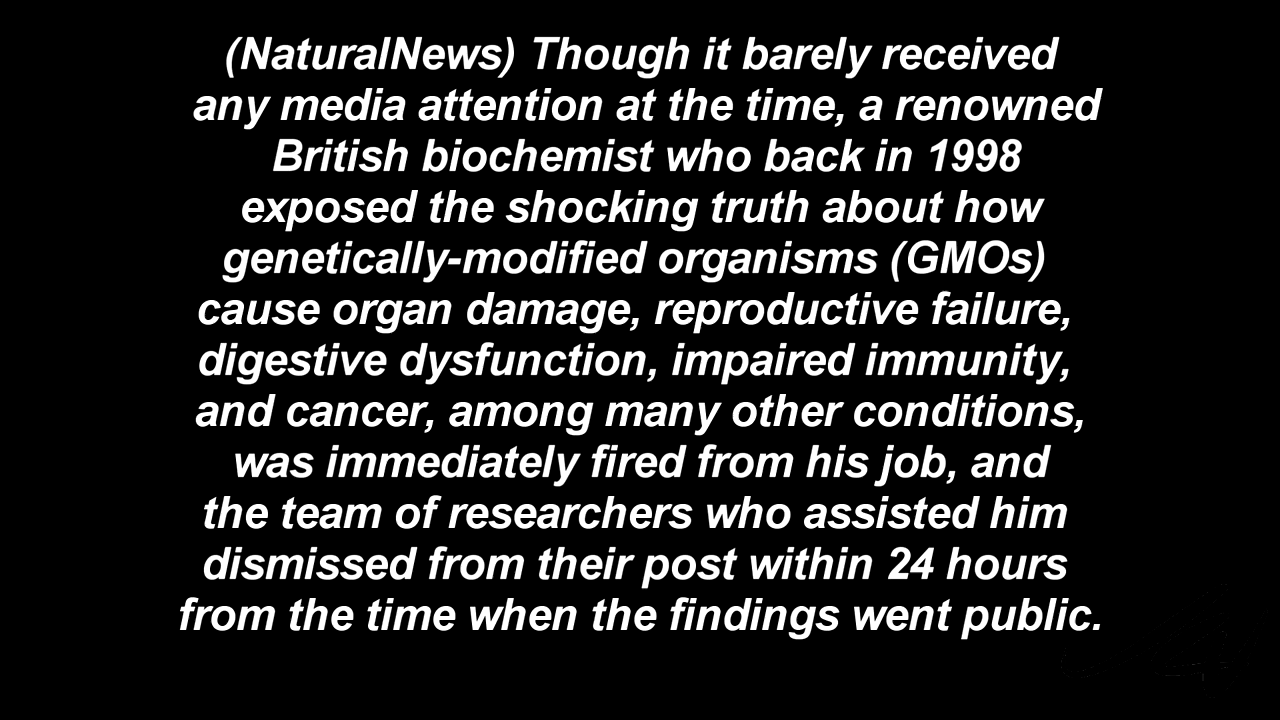 (NaturalNews) Though it barely received
any media attention at the time, a renowned
British biochemist who back in 1998
exposed the shocking truth about how
genetically-modified organisms (GMOs)
cause organ damage, reproductive failure,
digestive dysfunction, impaired immunity,
and cancer, among many other conditions,
was immediately fired from his job, and
the team of researchers who assisted him
dismissed from their post within 24 hours
from the time when the findings went public.